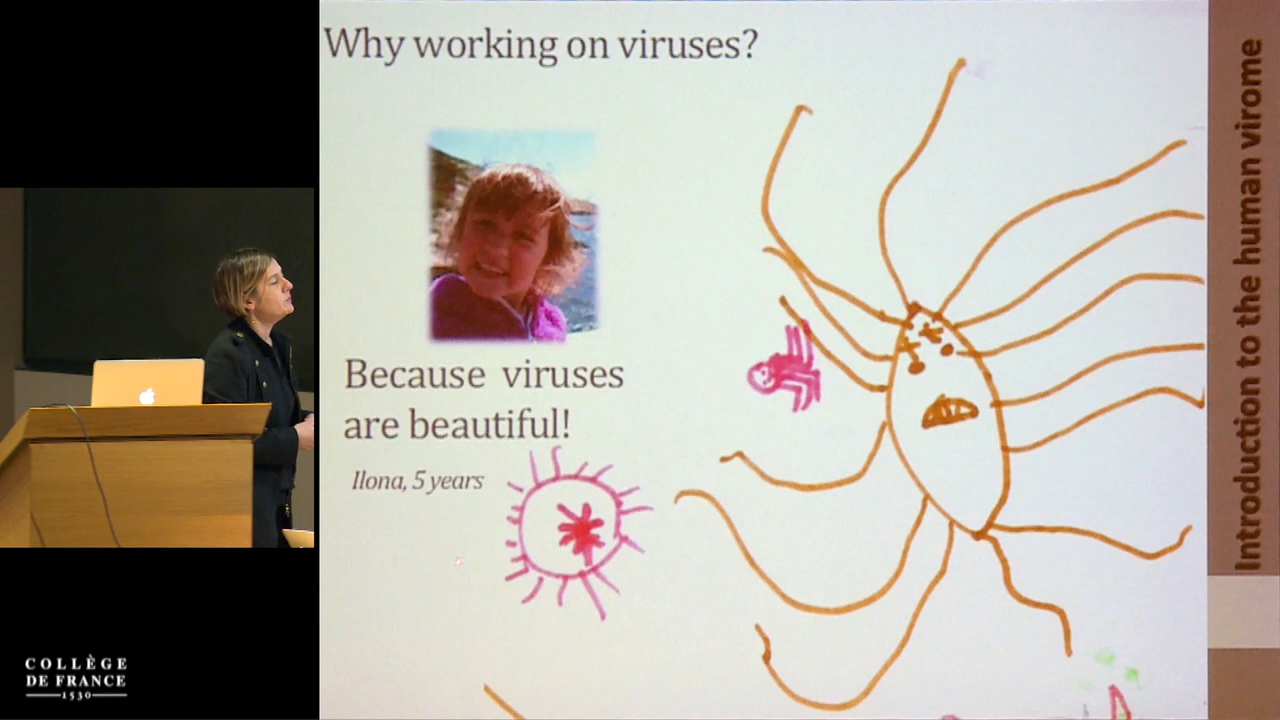 Why working on viruses?
Because viruses
are beautiful!
Ilona, 5 years
Introduction to the human virome
COLLÈGE
DE FRANCE
1530